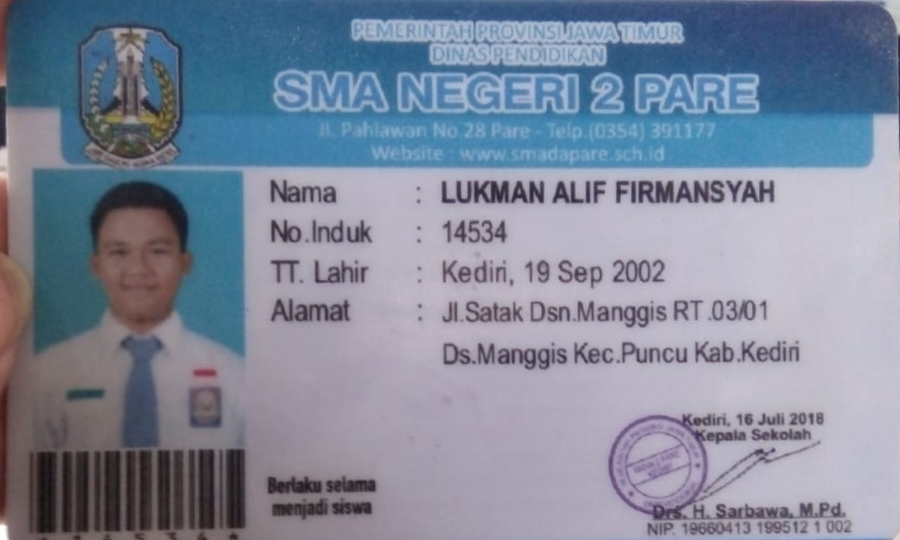 PEMERINTAH PROVINSI JAWA TIMUR
DINAS PENDIDIKAN
SMA NEGERI 2 PARE
Jl. Pahlawan No 28 Pare - Telp.(0354) 391177
Website : www.smadapare.sch.id
Nama : LUKMAN ALIF FIRMANSYAH
No.Induk : 14534
TT. Lahir : Kediri, 19 Sep 2002
Alamat : Jl.Satak Dsn.Manggis RT.03/01
Ds.Manggis Kec.Puncu Kab.Kediri
Kediri, 16 Juli 2018
Kepala Sekolah
Berlaku selama
menjadi siswa
Drs. H. Sarbawa, M.Pd.
NIP. 19660413 199512 1 002